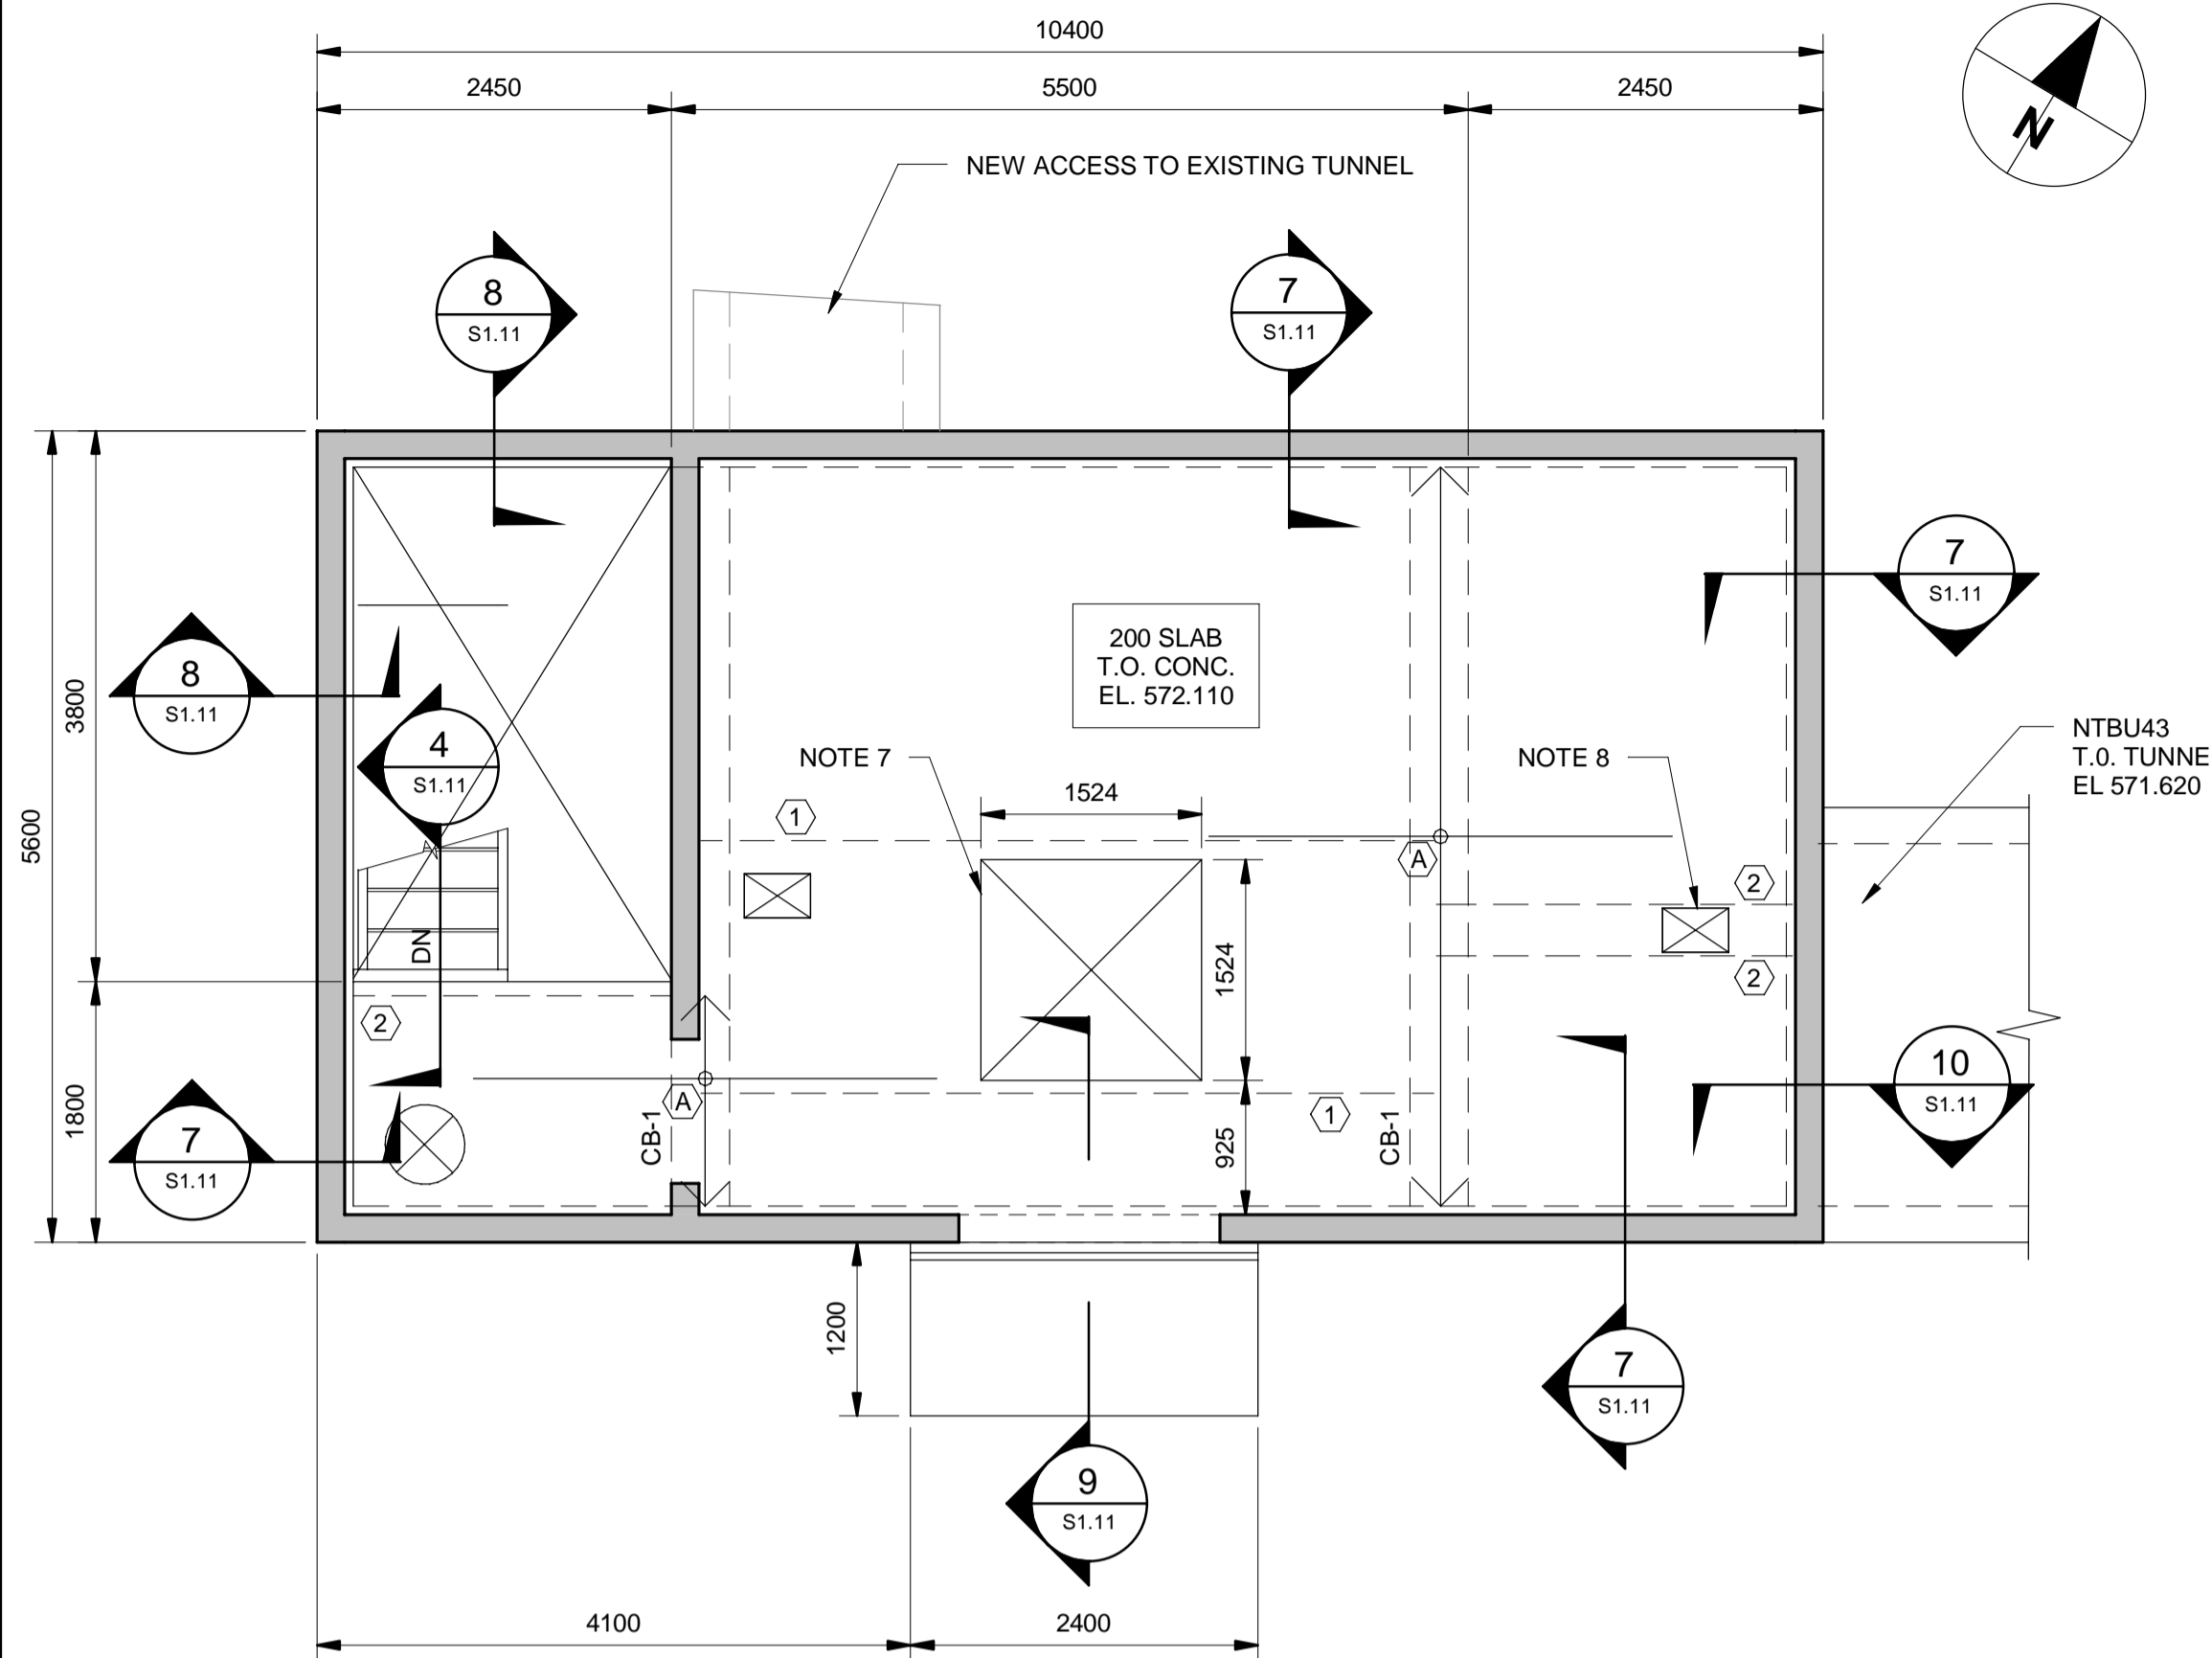 10400
2450
5500
2450
N
NEW ACCESS TO EXISTING TUNNEL
8
S1.11
7
S1.11
7
S1.11
200 SLAB
T.O. CONC.
EL. 572.110
8
S1.11
3800
5600
4
S1.11
NOTE 7
NOTE 8
NTBU43
T.0. TUNNE
EL 571.620
1524
1
A
2
1524
DN
2
2
10
S1.11
1800
A
CB-1
1
CB-1
925
7
S1.11
1200
7
S1.11
9
S1.11
4100
2400